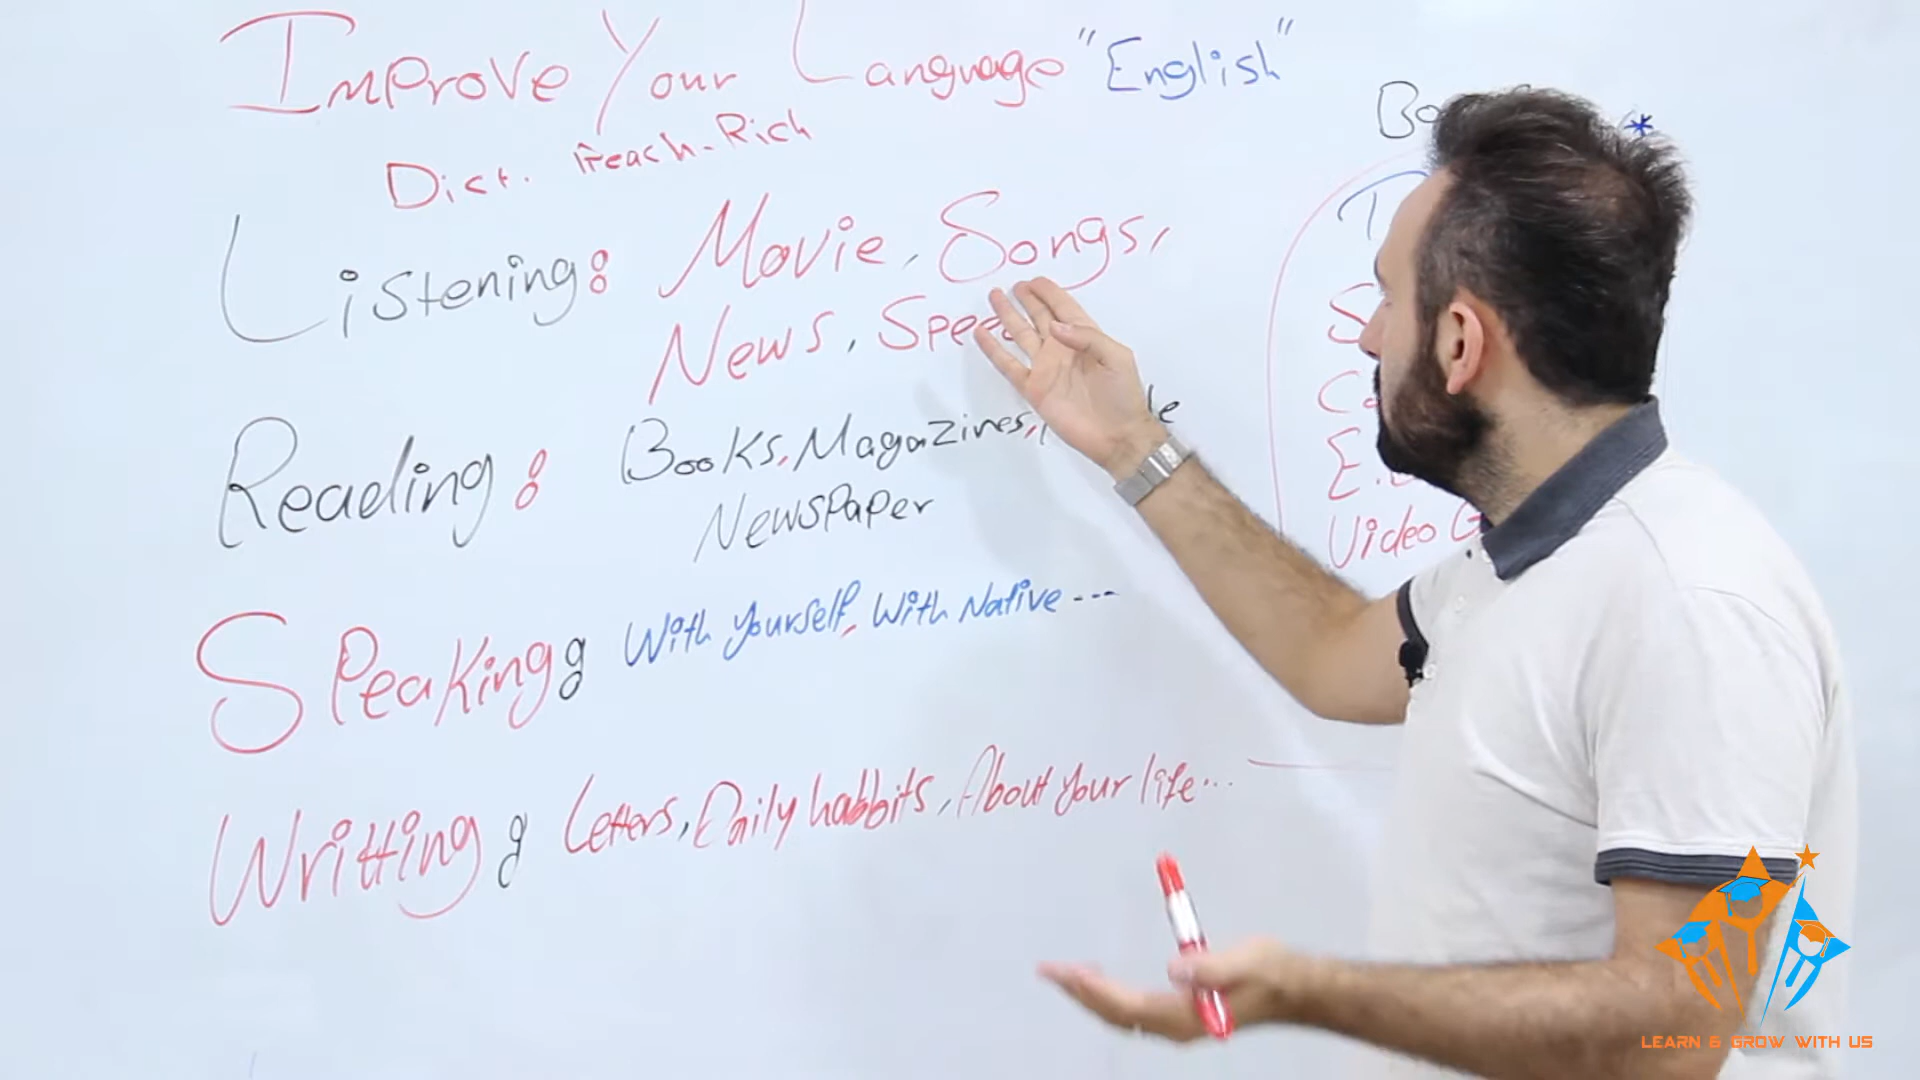 Improve Your Language "English"
Dict. Reach-Rich
Listening: Movie, Songs,
News,
Reading: Books, Magazines,
Newspaper
Speaking: With yourself, With Native ---
Writting: Letters, Daily habbits, About your life...
Video
LEARN & GROW WITH US